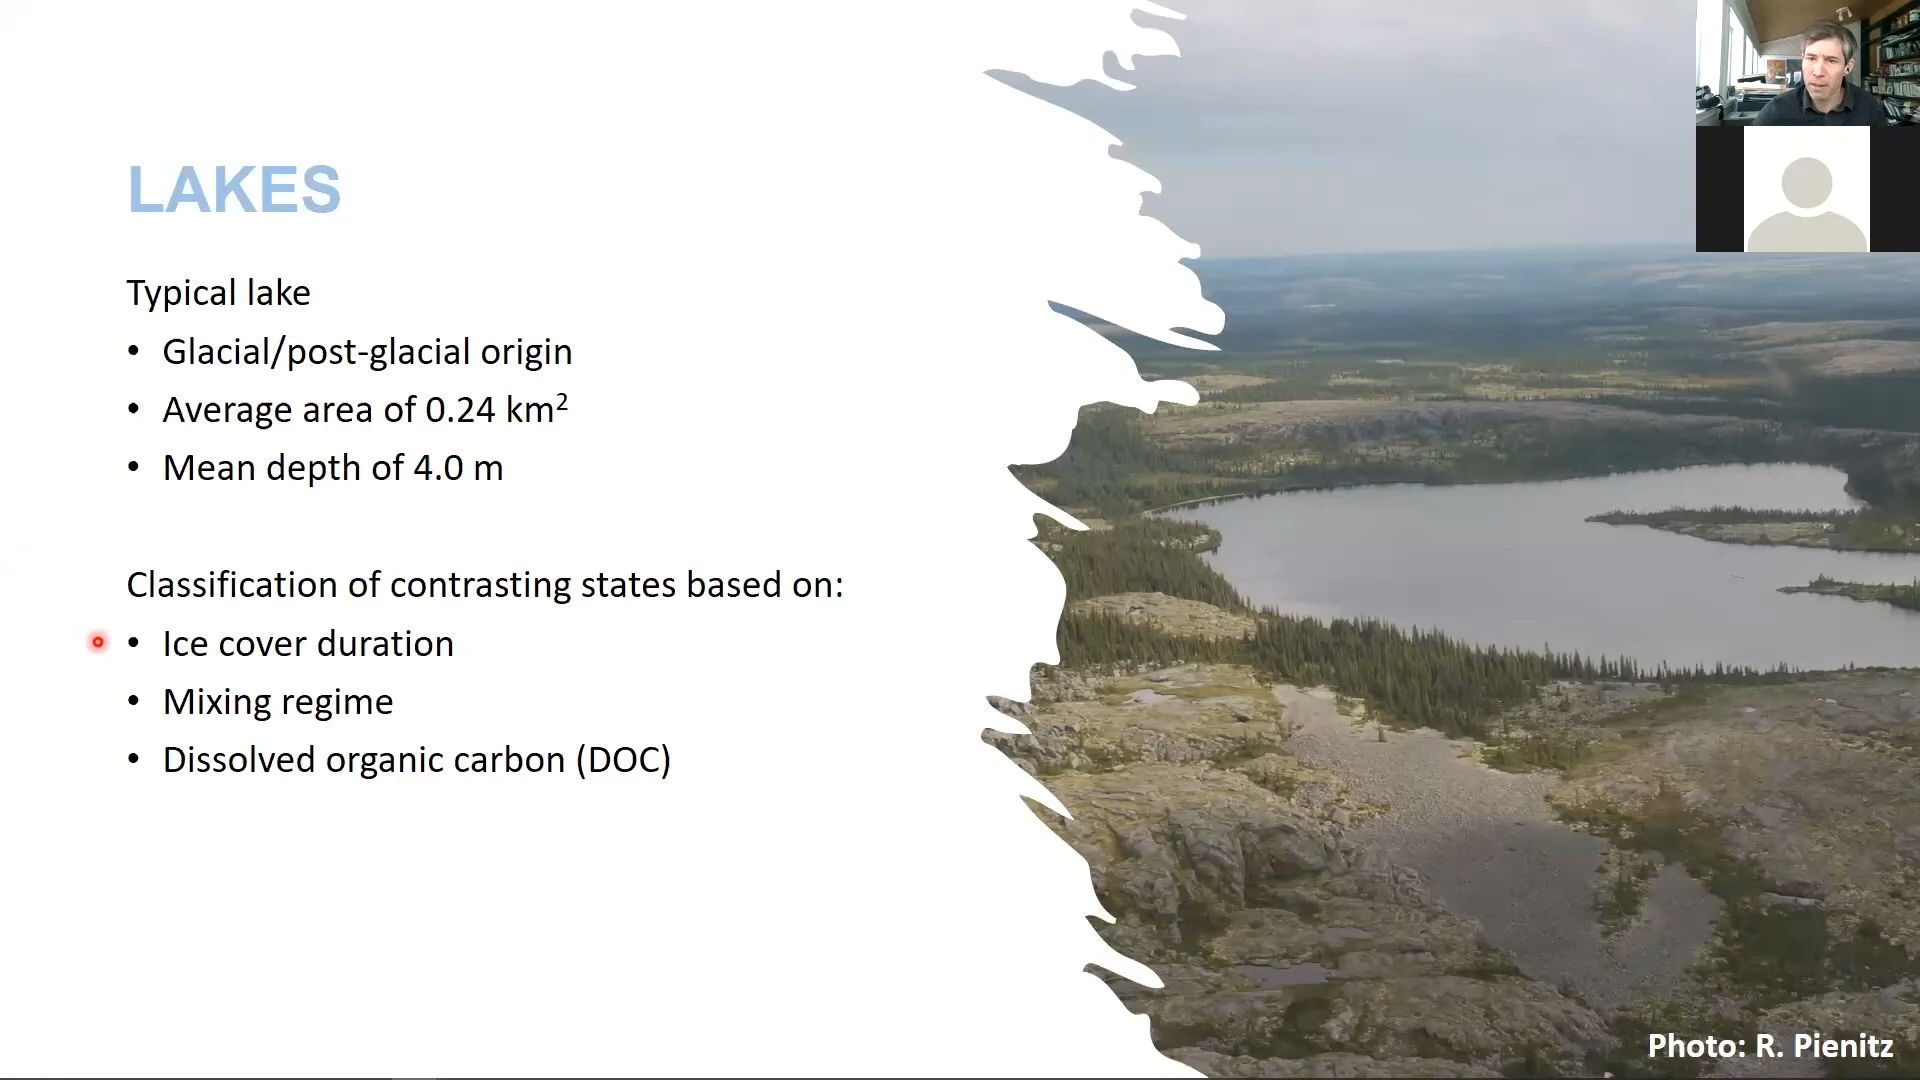 LAKES
Typical lake
• Glacial/post-glacial origin
• Average area of 0.24 km²
• Mean depth of 4.0 m
Classification of contrasting states based on:
• Ice cover duration
• Mixing regime
• Dissolved organic carbon (DOC)
Photo: R. Pienitz